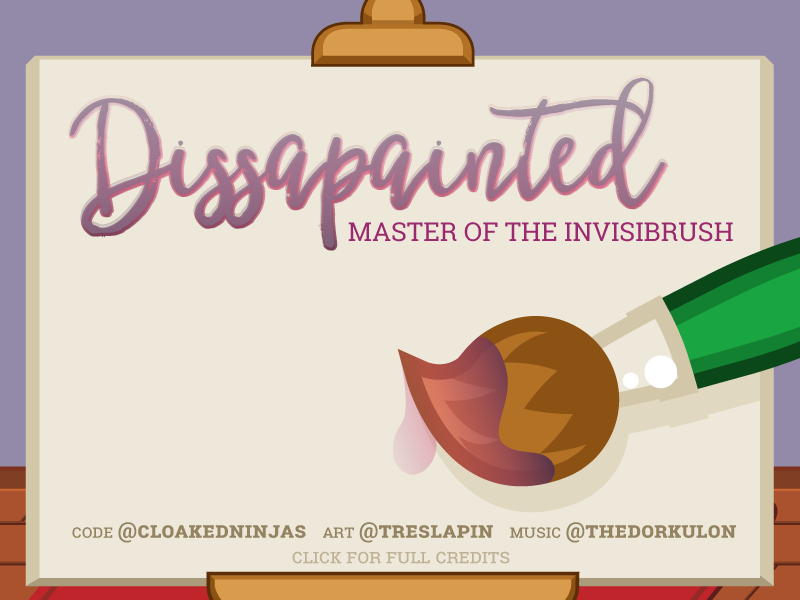 Dissapainted
MASTER OF THE INVISIBRUSH
CODE @CLOAKEDNINJAS ART @TRESLAPIN MUSIC @THEDORKULON
CLICK FOR FULL CREDITS